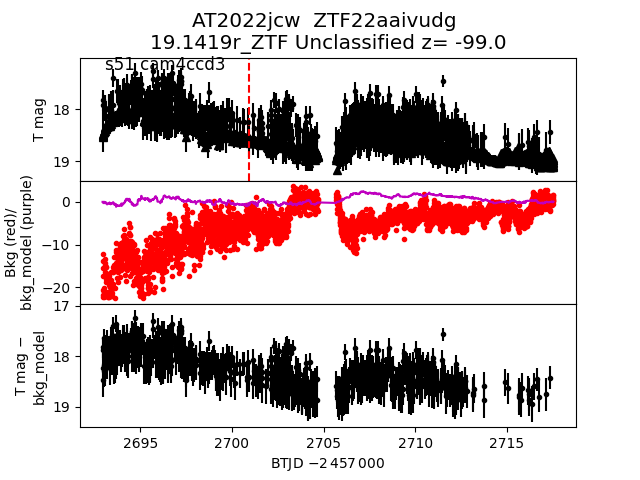 AT2022jcw  ZTF22aaivudg
19.1419r_ZTF Unclassified z= -99.0
s51 cam4ccd3
T mag
18
19
Bkg (red)/
bkg_model (purple)
0
−10
−20
T mag −
bkg_model
17
18
19
2695
2700
2705
2710
2715
BTJD −2 457 000